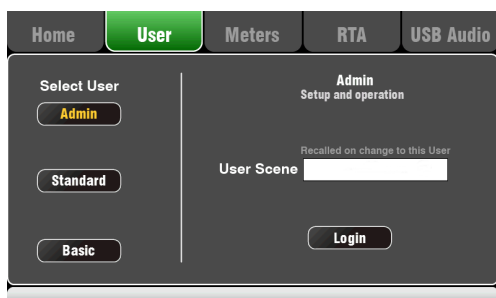 Home User Meters RTA USB Audio
Select User
Admin
Standard
Basic
Admin
Setup and operation
Recalled on change to this User
User Scene
Login